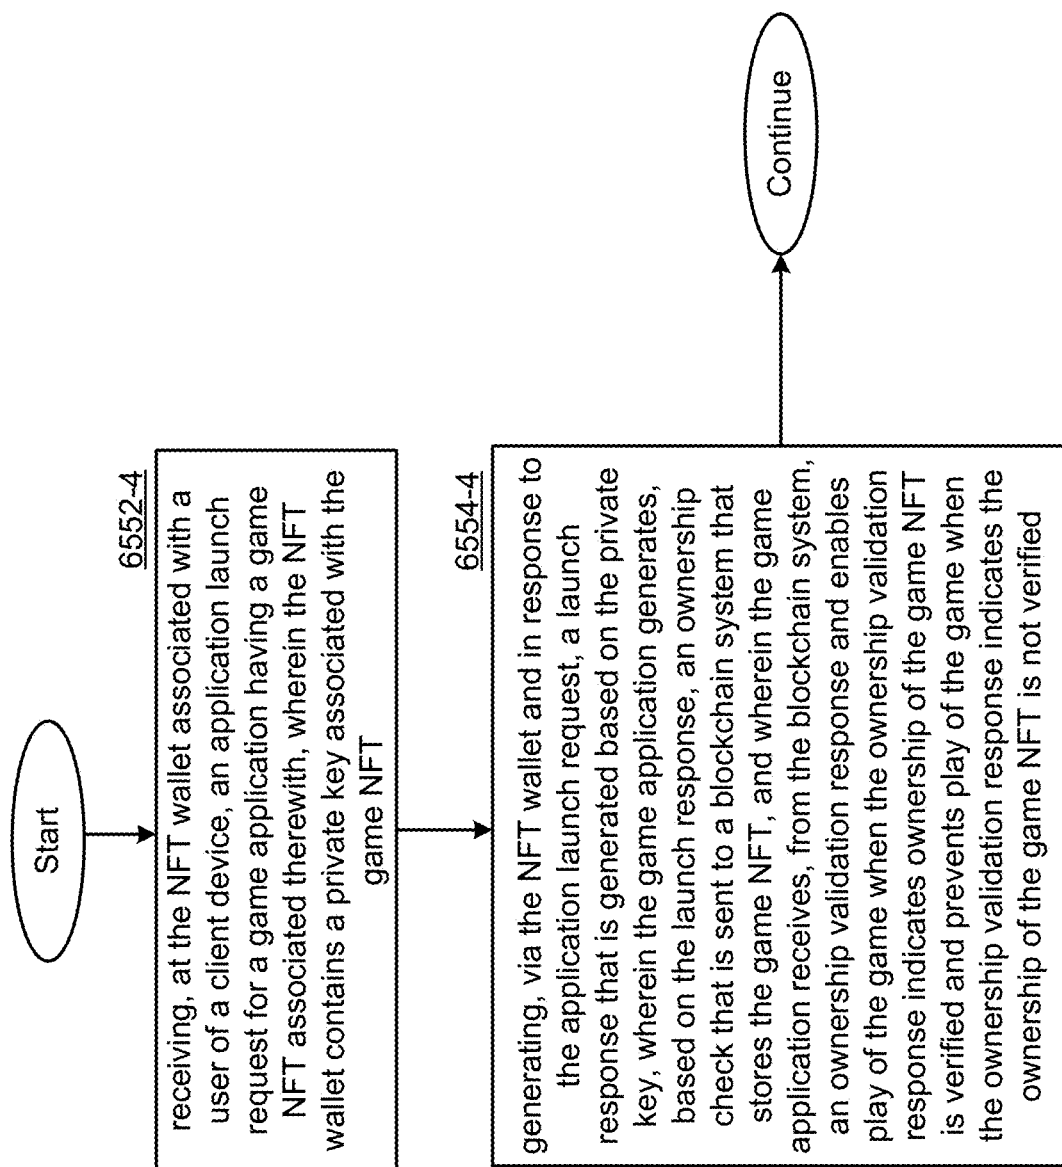 Start
6552-4
receiving, at the NFT wallet associated with a
user of a client device, an application launch
request for a game application having a game
NFT associated therewith, wherein the NFT
wallet contains a private key associated with the
game NFT
6554-4
generating, via the NFT wallet and in response to
the application launch request, a launch
response that is generated based on the private
key, wherein the game application generates,
based on the launch response, an ownership
check that is sent to a blockchain system that
stores the game NFT, and wherein the game
application receives, from the blockchain system,
an ownership validation response and enables
play of the game when the ownership validation
response indicates ownership of the game NFT
is verified and prevents play of the game when
the ownership validation response indicates the
ownership of the game NFT is not verified
Continue